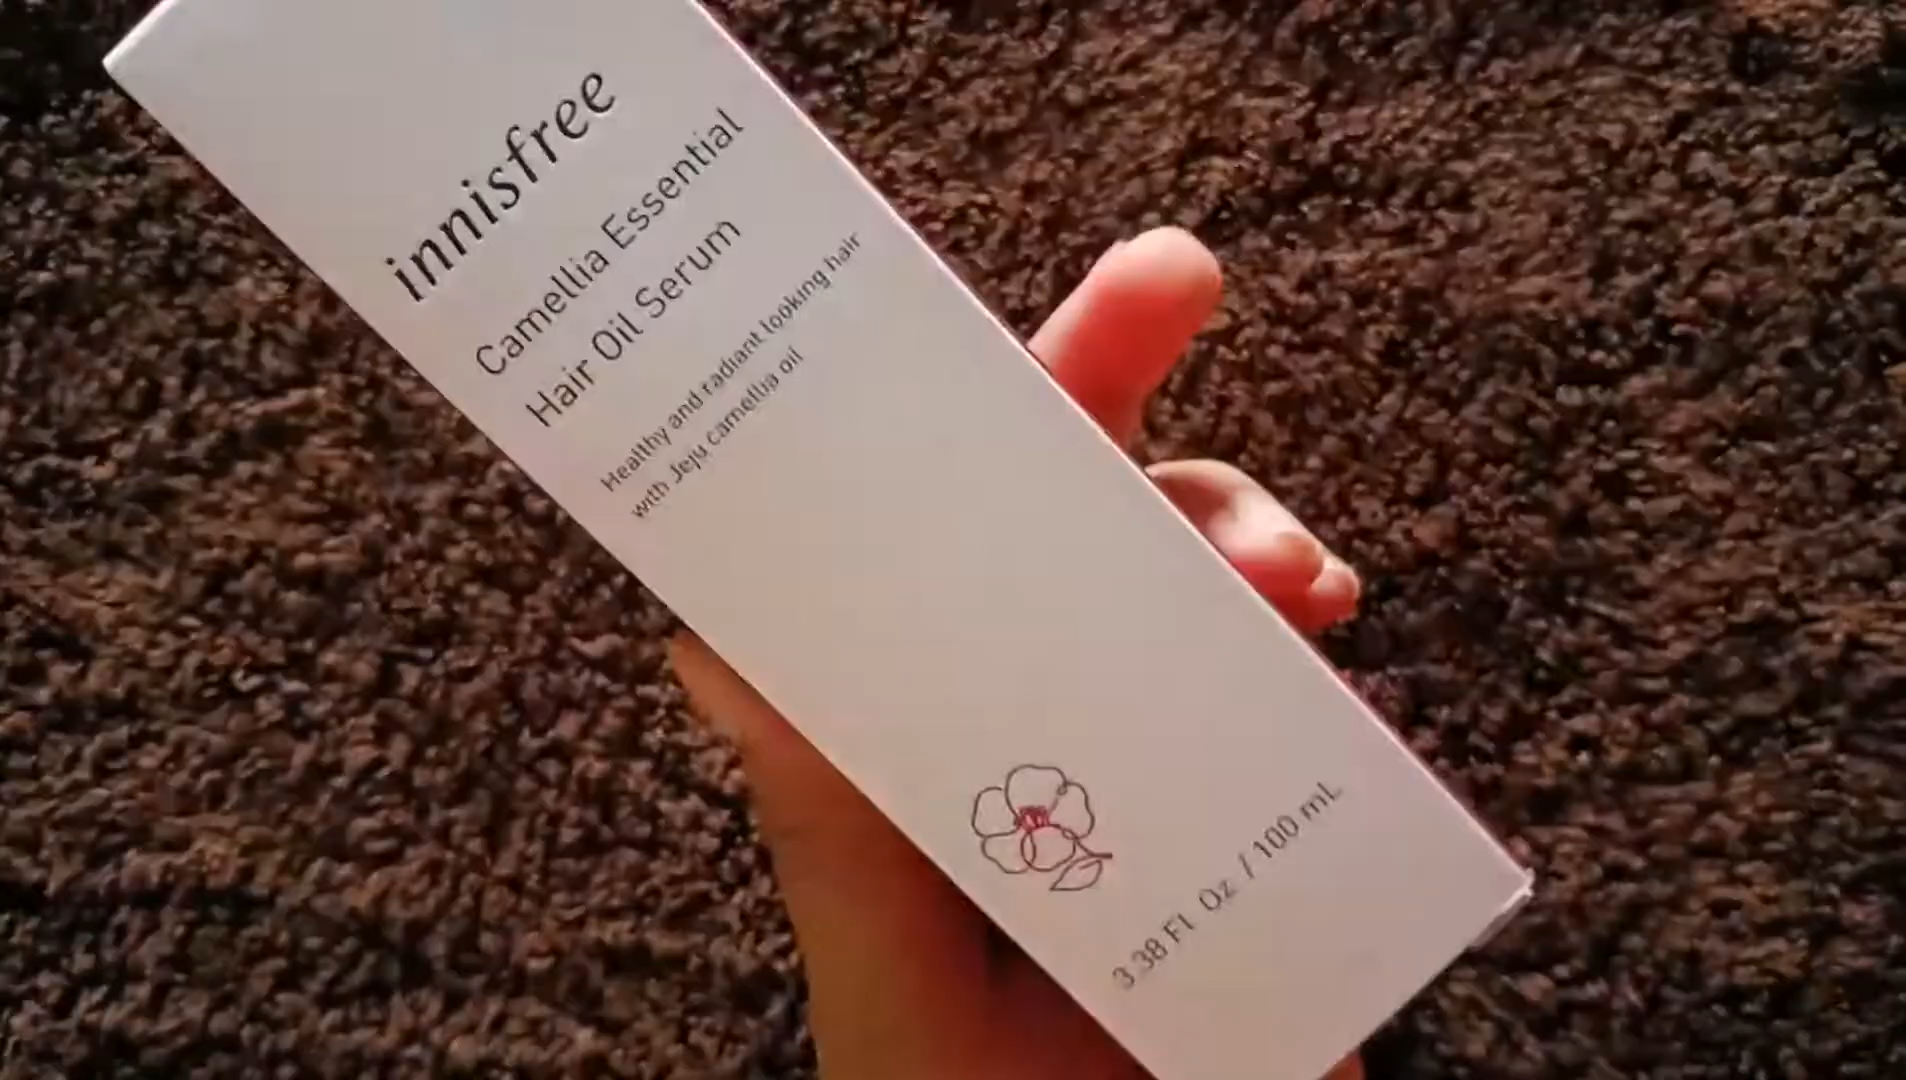 innisfree
Camellia Essential
Hair Oil Serum
Healthy and radiant looking hair
with Jeju camellia oil
3.38 Fl Oz / 100 mL